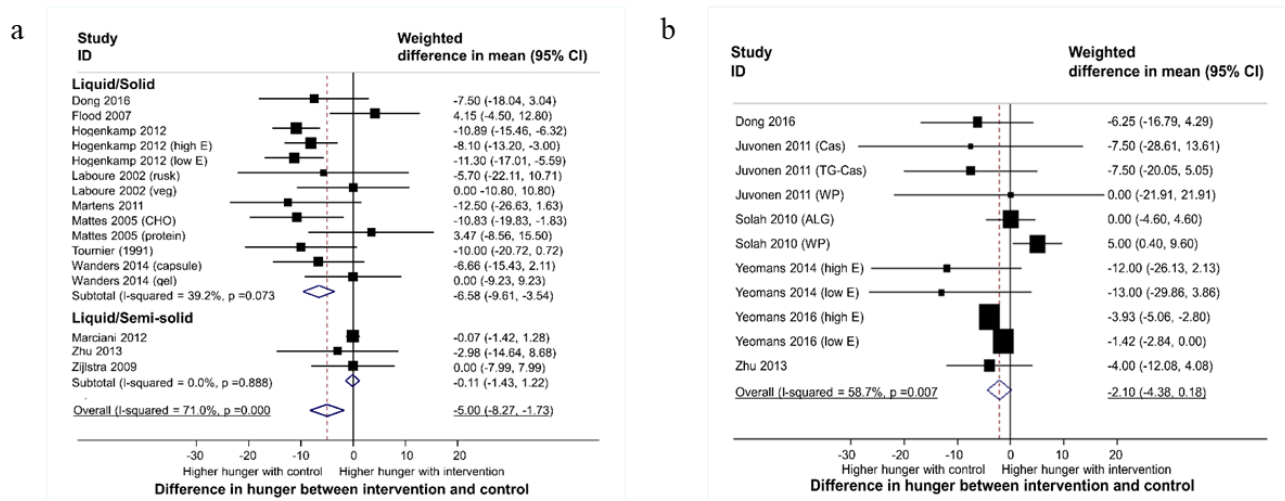 a
Study
ID
Weighted
difference in mean (95% CI)
Liquid/Solid
Dong 2016 -7.50 (-18.04, 3.04)
Flood 2007 4.15 (-4.50, 12.80)
Hogenkamp 2012 -10.89 (-15.46, -6.32)
Hogenkamp 2012 (high E) -8.10 (-13.20, -3.00)
Hogenkamp 2012 (low E) -11.30 (-17.01, -5.59)
Laboure 2002 (rusk) -5.70 (-22.11, 10.71)
Laboure 2002 (veg) 0.00 -10.80, 10.80)
Martens 2011 -12.50 (-26.63, 1.63)
Mattes 2005 (CHO) -10.83 (-19.83, -1.83)
Mattes 2005 (protein) 3.47 (-8.56, 15.50)
Tournier (1991) -10.00 (-20.72, 0.72)
Wanders 2014 (capsule) -6.66 (-15.43, 2.11)
Wanders 2014 (gel) 0.00 (-9.23, 9.23)
Subtotal (I-squared = 39.2%, p =0.073 -6.58 (-9.61, -3.54)
Liquid/Semi-solid
Marciani 2012 -0.07 (-1.42, 1.28)
Zhu 2013 -2.98 (-14.64, 8.68)
Zijlstra 2009 0.00 (-7.99, 7.99)
Subtotal (I-squared = 0.0%, p =0.888) -0.11 (-1.43, 1.22)
Overall (I-squared = 71.0%, p =0.000 -5.00 (-8.27, -1.73)
-30 -20 -10 0 10 20
Higher hunger with control Higher hunger with intervention
Difference in hunger between intervention and control
b
Study
ID
Weighted
difference in mean (95% CI)
Dong 2016 -6.25 (-16.79, 4.29)
Juvonen 2011 (Cas) -7.50 (-28.61, 13.61)
Juvonen 2011 (TG-Cas) -7.50 (-20.05, 5.05)
Juvonen 2011 (WP) 0.00 (-21.91, 21.91)
Solah 2010 (ALG) 0.00 (-4.60, 4.60)
Solah 2010 (WP) 5.00 (0.40, 9.60)
Yeomans 2014 (high E) -12.00 (-26.13, 2.13)
Yeomans 2014 (low E) -13.00 (-29.86, 3.86)
Yeomans 2016 (high E) -3.93 (-5.06, -2.80)
Yeomans 2016 (low E) -1.42 (-2.84, 0.00)
Zhu 2013 -4.00 (-12.08, 4.08)
Overall (I-squared = 58.7%, p =0.007 -2.10 (-4.38, 0.18)
-30 -20 -10 0 10 20
Higher hunger with control Higher hunger with intervention
Difference in hunger between intervention and control